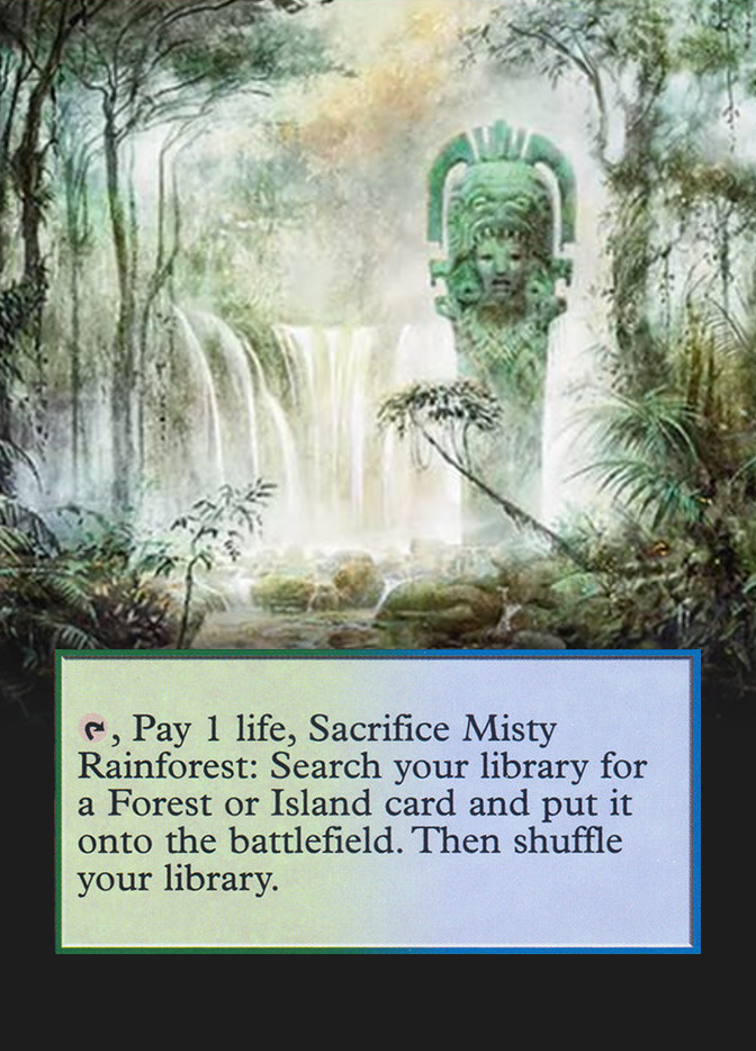 , Pay 1 life, Sacrifice Misty
Rainforest: Search your library for
a Forest or Island card and put it
onto the battlefield. Then shuffle
your library.